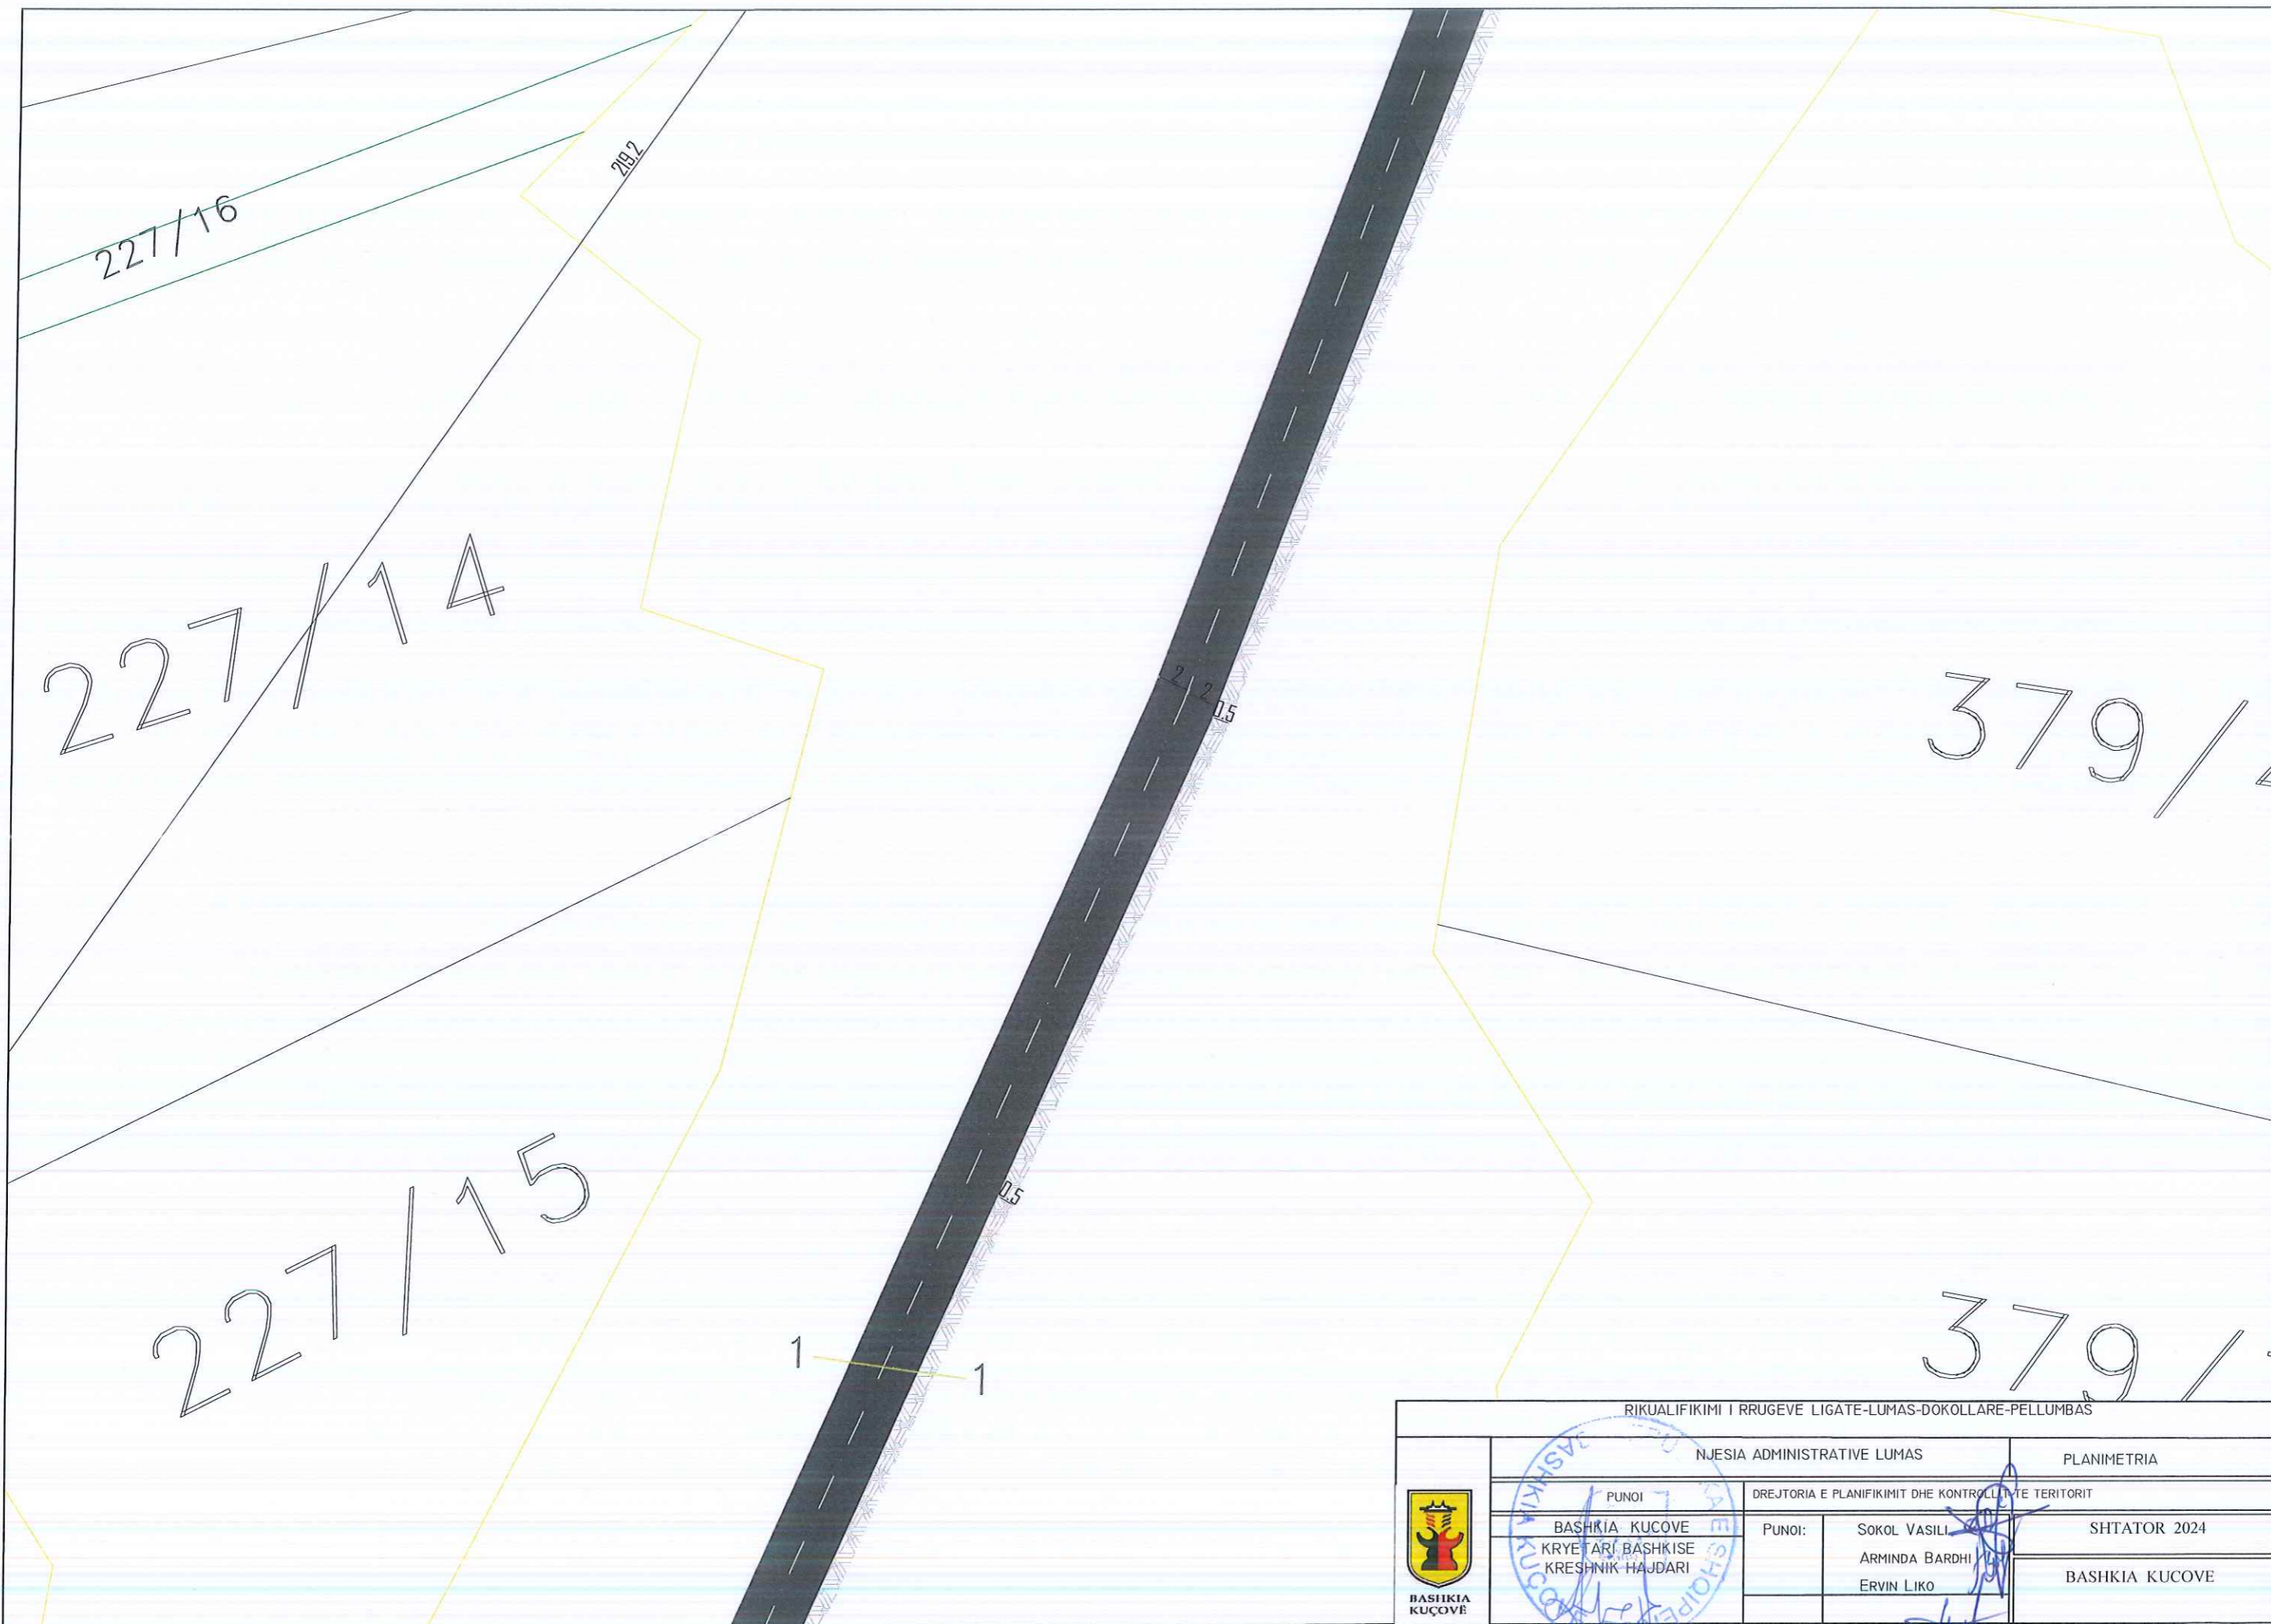 219.2
227/16
227/14
2
2
0.5
379/
227/15
0.5
1
1
379/
RIKUALIFIKIMI I RRUGEVE LIGATE-LUMAS-DOKOLLARE-PELLUMBAS
NJESIA ADMINISTRATIVE LUMAS
PLANIMETRIA
PUNOI
DREJTORIA E PLANIFIKIMIT DHE KONTROLLIT TE TERITORIT
BASHKIA KUCOVE
KRYETARI BASHKISE
KRESHNIK HAJDARI
PUNOI:
SOKOL VASILI
ARMINDA BARDHI
ERVIN LIKO
SHTATOR 2024
BASHKIA KUCOVE
BASHKIA
KUÇOVË
BASHKIA KUÇOVË